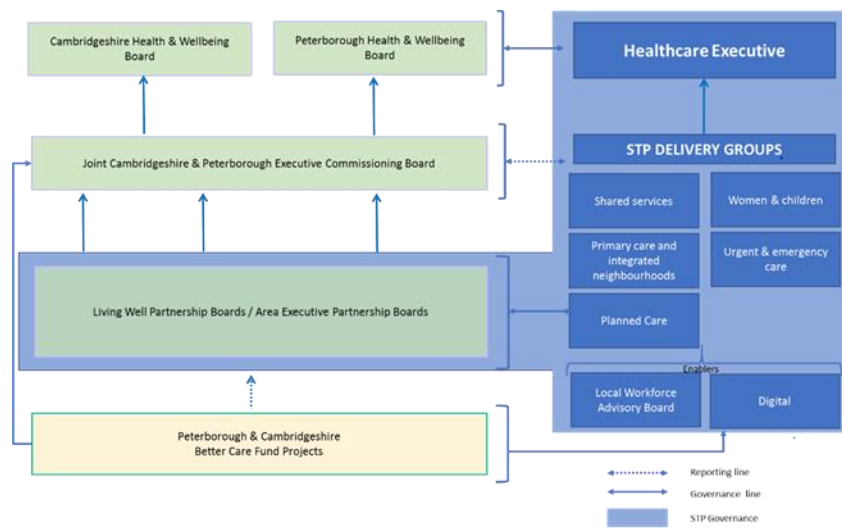 Cambridgeshire Health & Wellbeing
Board
Peterborough Health & Wellbeing
Board
Healthcare Executive
Joint Cambridgeshire & Peterborough Executive Commissioning Board
STP DELIVERY GROUPS
Shared services
Women & children
Primary care and
integrated
neighbourhoods
Urgent & emergency
care
Living Well Partnership Boards / Area Executive Partnership Boards
Planned Care
Enablers
Local Workforce
Advisory Board
Digital
Peterborough & Cambridgeshire
Better Care Fund Projects
Reporting line
Governance line
STP Governance